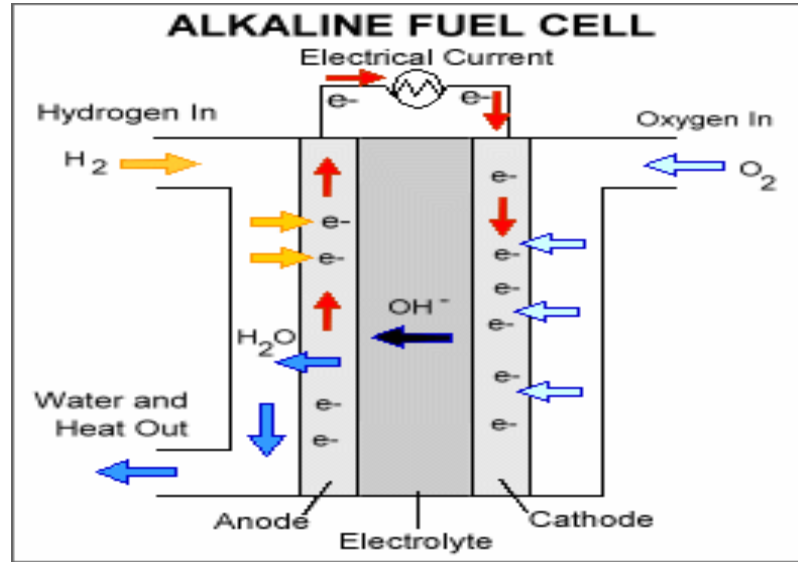 ALKALINE FUEL CELL
Electrical Current
e-
e-
Hydrogen In
Oxygen In
H2
O2
e-
e-
e-
e-
e-
OH-
e-
H2O
e-
Water and
Heat Out
e-
e-
e-
Anode
Cathode
Electrolyte